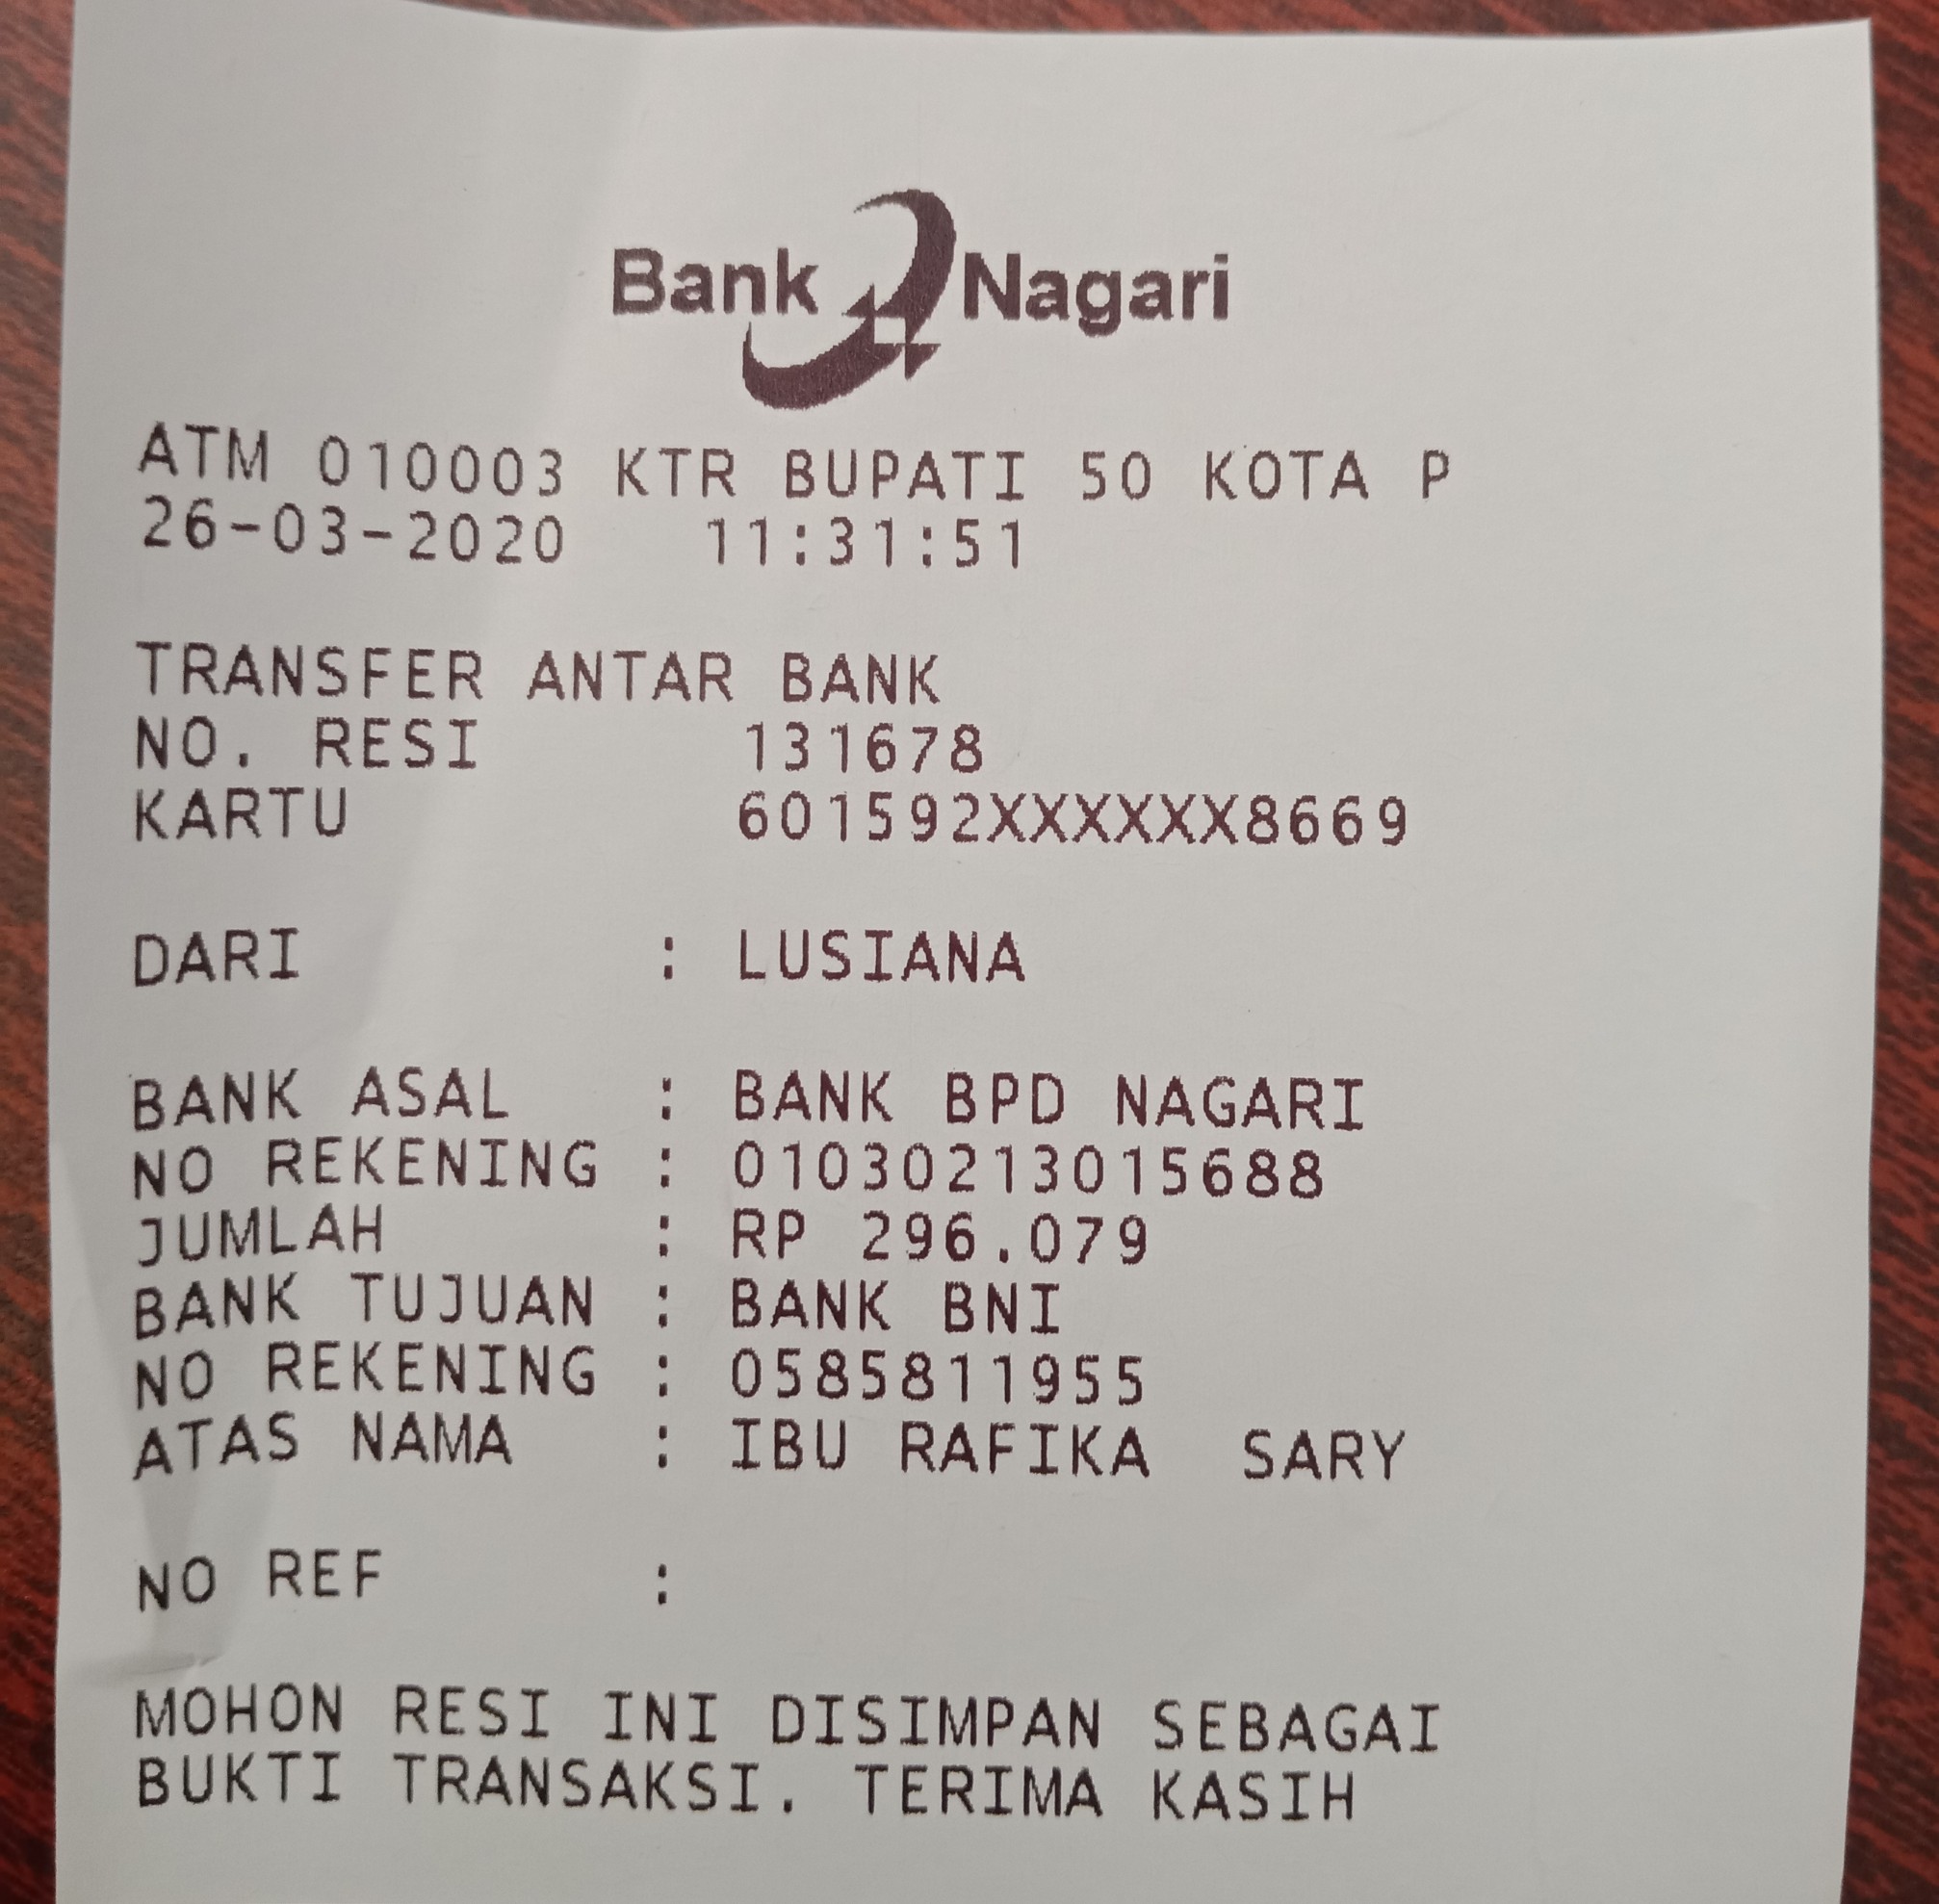 Bank Nagari
ATM 010003 KTR BUPATI 50 KOTA P
26-03-2020 11:31:51
TRANSFER ANTAR BANK
NO. RESI 131678
KARTU 601592XXXXXX8669
DARI : LUSIANA
BANK ASAL : BANK BPD NAGARI
NO REKENING : 01030213015688
JUMLAH : RP 296.079
BANK TUJUAN : BANK BNI
NO REKENING : 0585811955
ATAS NAMA : IBU RAFIKA SARY
NO REF :
MOHON RESI INI DISIMPAN SEBAGAI
BUKTI TRANSAKSI. TERIMA KASIH